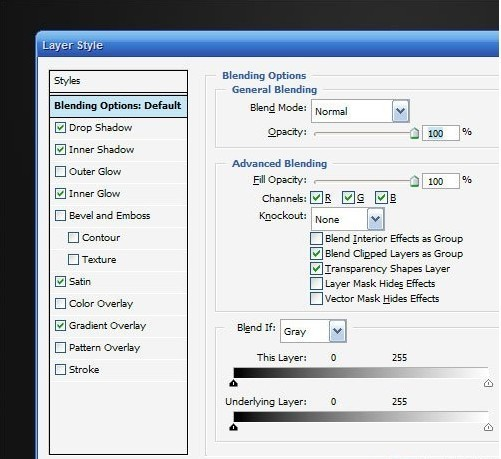 Layer Style
Styles
Blending Options: Default
Drop Shadow
Inner Shadow
Outer Glow
Inner Glow
Bevel and Emboss
Contour
Texture
Satin
Color Overlay
Gradient Overlay
Pattern Overlay
Stroke
Blending Options
General Blending
Blend Mode: Normal
Opacity: 100 %
Advanced Blending
Fill Opacity: 100 %
Channels: R G B
Knockout: None
Blend Interior Effects as Group
Blend Clipped Layers as Group
Transparency Shapes Layer
Layer Mask Hides Effects
Vector Mask Hides Effects
Blend If: Gray
This Layer: 0 255
Underlying Layer: 0 255